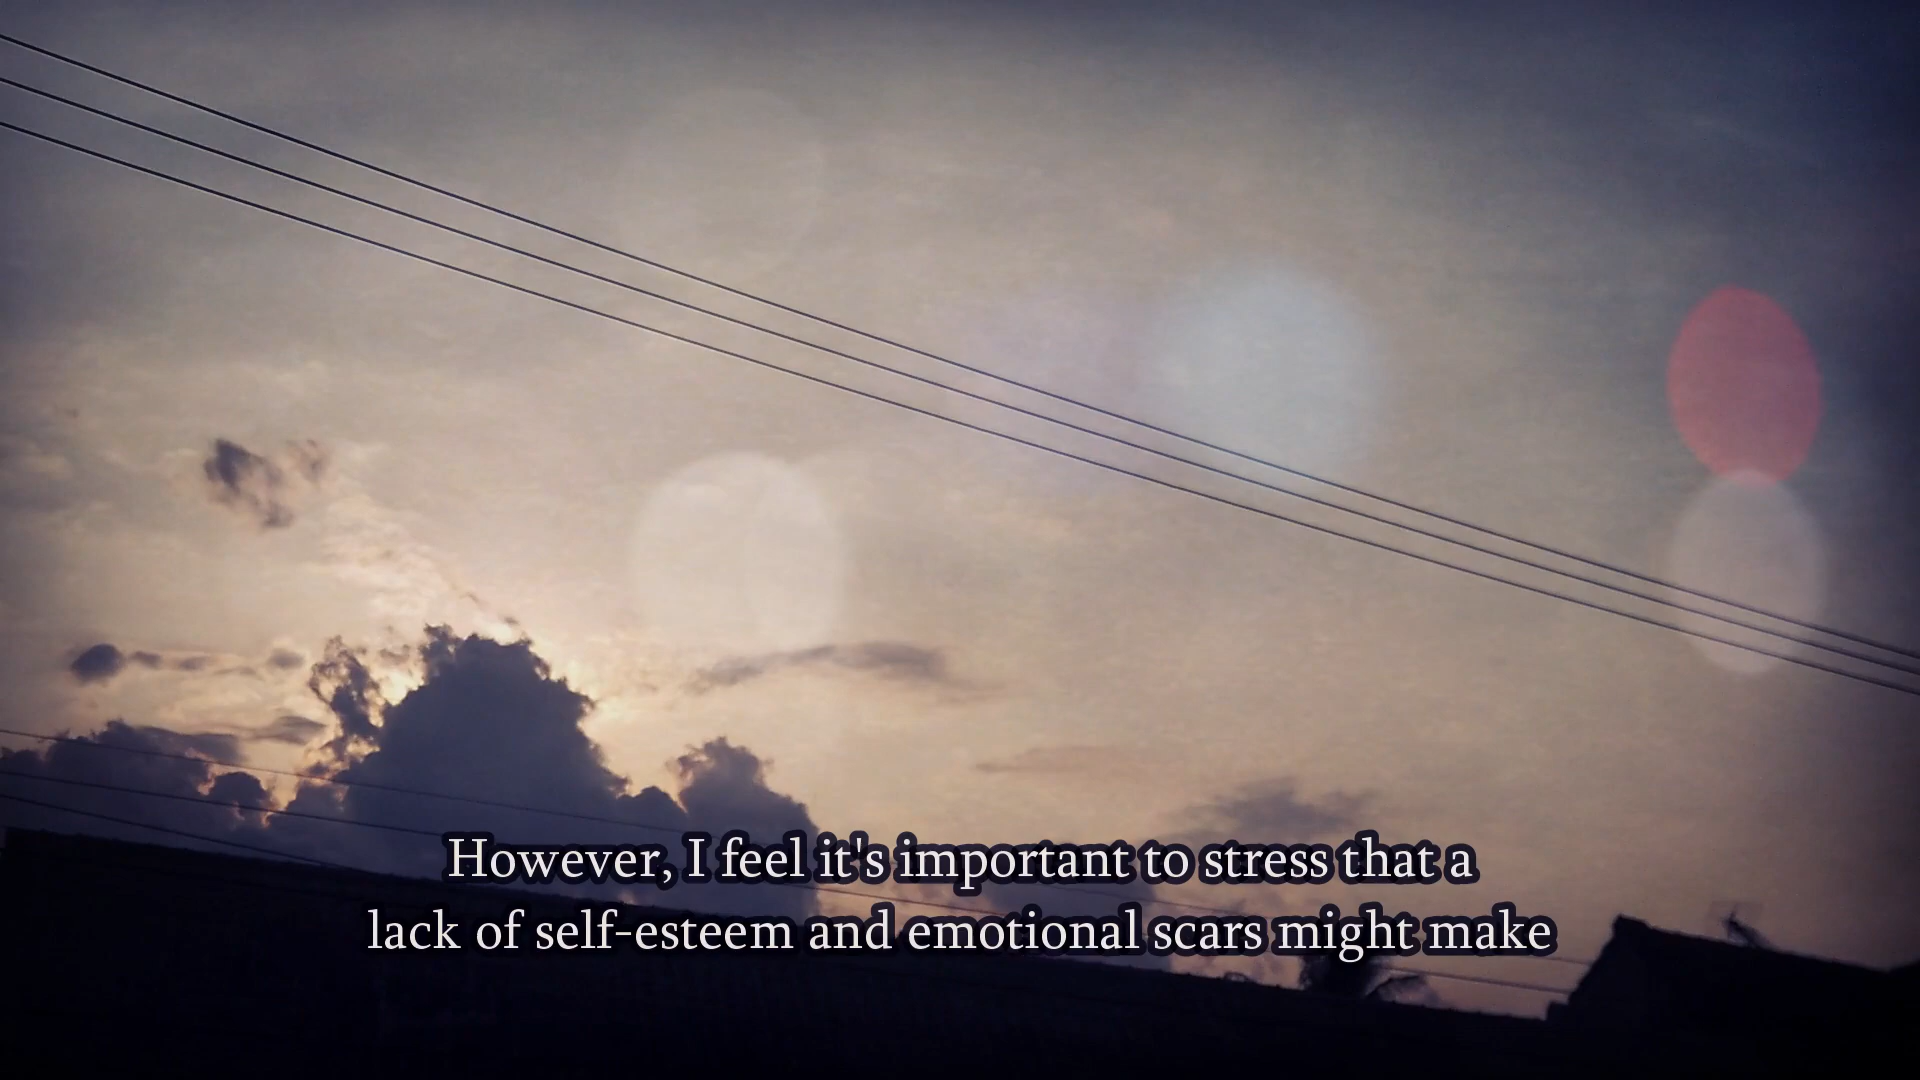 However, I feel it's important to stress that a
lack of self-esteem and emotional scars might make